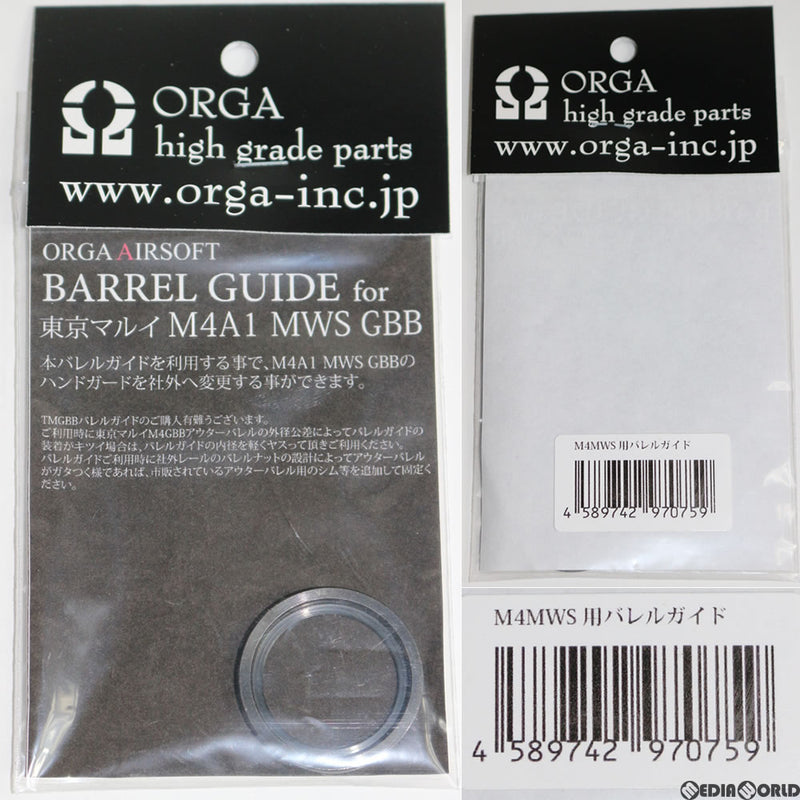 ORGA
high grade parts
www.orga-inc.jp
ORGA AIRSOFT
BARREL GUIDE for
東京マルイ M4A1 MWS GBB
本バレルガイドを利用する事で、M4A1 MWS GBBの
ハンドガードを社外へ変更する事ができます。
TMGBBバレルガイドのご購入有難うございます。
ご利用時に東京マルイM4GBBアウターバレルの外径公差によってバレルガイドの
装着がキツイ場合は、バレルガイドの内径を軽くヤスって頂きご利用ください。
バレルガイドご利用時に社外レールのバレルナットの設計によってアウターバレル
がガタつく様であれば、市販されているアウターバレル用のシム等を追加して固定く
ださい。
ORGA
high grade parts
www.orga-inc.jp
M4MWS用バレルガイド
4 589742 970759
M4MWS用バレルガイド
4 589742 970759
MEDIAWORLD